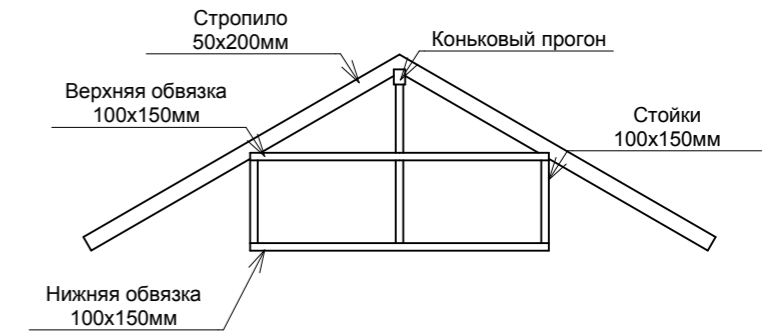 Стропило
50х200мм
Коньковый прогон
Верхняя обвязка
100х150мм
Стойки
100х150мм
Нижняя обвязка
100х150мм